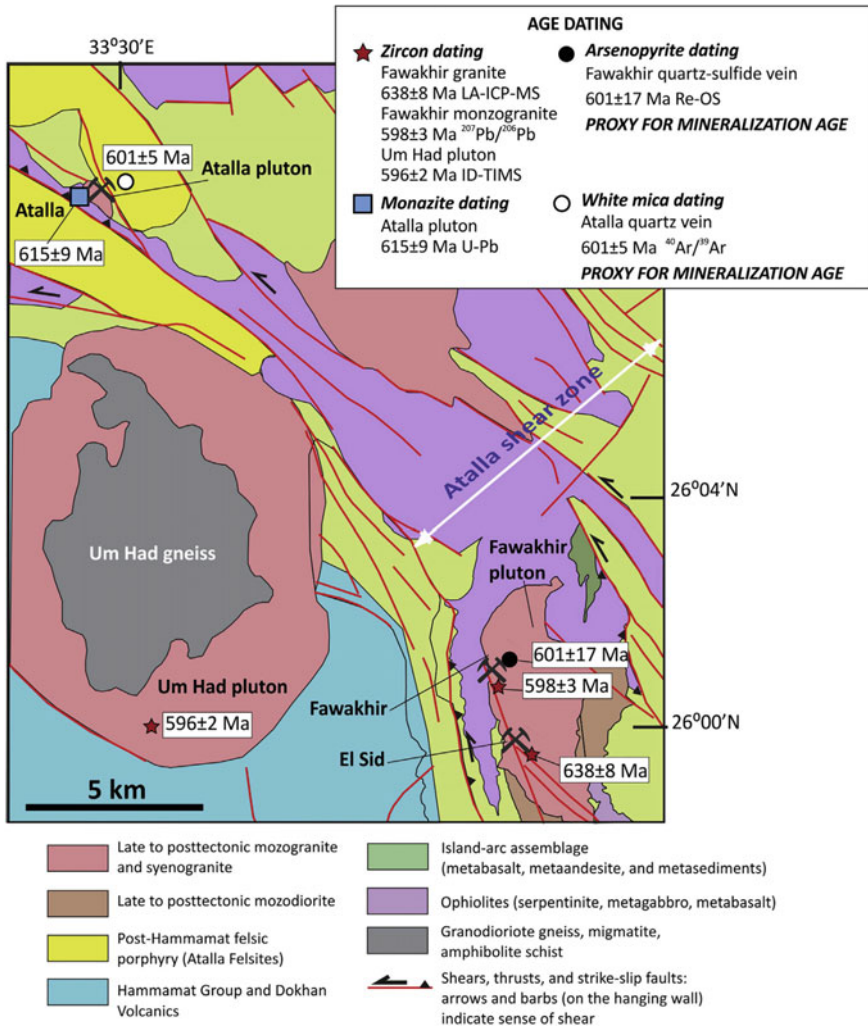 33⁰30'E
AGE DATING
Zircon dating
Fawakhir granite
638±8 Ma LA-ICP-MS
Fawakhir monzogranite
598±3 Ma ²⁰⁷Pb/²⁰⁶Pb
Um Had pluton
596±2 Ma ID-TIMS
Arsenopyrite dating
Fawakhir quartz-sulfide vein
601±17 Ma Re-OS
PROXY FOR MINERALIZATION AGE
Monazite dating
Atalla pluton
615±9 Ma U-Pb
White mica dating
Atalla quartz vein
601±5 Ma ⁴⁰Ar/³⁹Ar
PROXY FOR MINERALIZATION AGE
601±5 Ma
Atalla pluton
Atalla
615±9 Ma
Atalla shear zone
26⁰04'N
Um Had gneiss
Fawakhir
pluton
601±17 Ma
Um Had pluton
598±3 Ma
Fawakhir
596±2 Ma
26⁰00'N
El Sid
638±8 Ma
5 km
Late to posttectonic mozogranite
and syenogranite
Late to posttectonic mozodiorite
Post-Hammamat felsic
porphyry (Atalla Felsites)
Hammamat Group and Dokhan
Volcanics
Island-arc assemblage
(metabasalt, metaandesite, and metasediments)
Ophiolites (serpentinite, metagabbro, metabasalt)
Granodioriote gneiss, migmatite,
amphibolite schist
Shears, thrusts, and strike-slip faults:
arrows and barbs (on the hanging wall)
indicate sense of shear